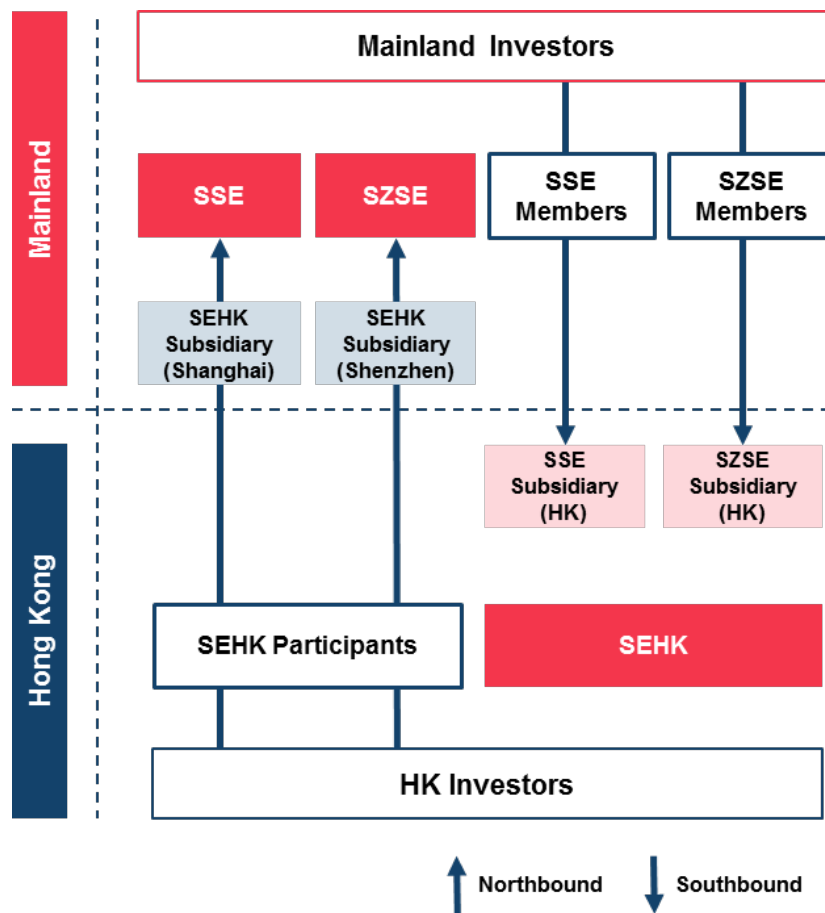 Mainland Investors
Mainland
SSE
SZSE
SSE
Members
SZSE
Members
SEHK
Subsidiary
(Shanghai)
SEHK
Subsidiary
(Shenzhen)
SSE
Subsidiary
(HK)
SZSE
Subsidiary
(HK)
Hong Kong
SEHK Participants
SEHK
HK Investors
Northbound
Southbound